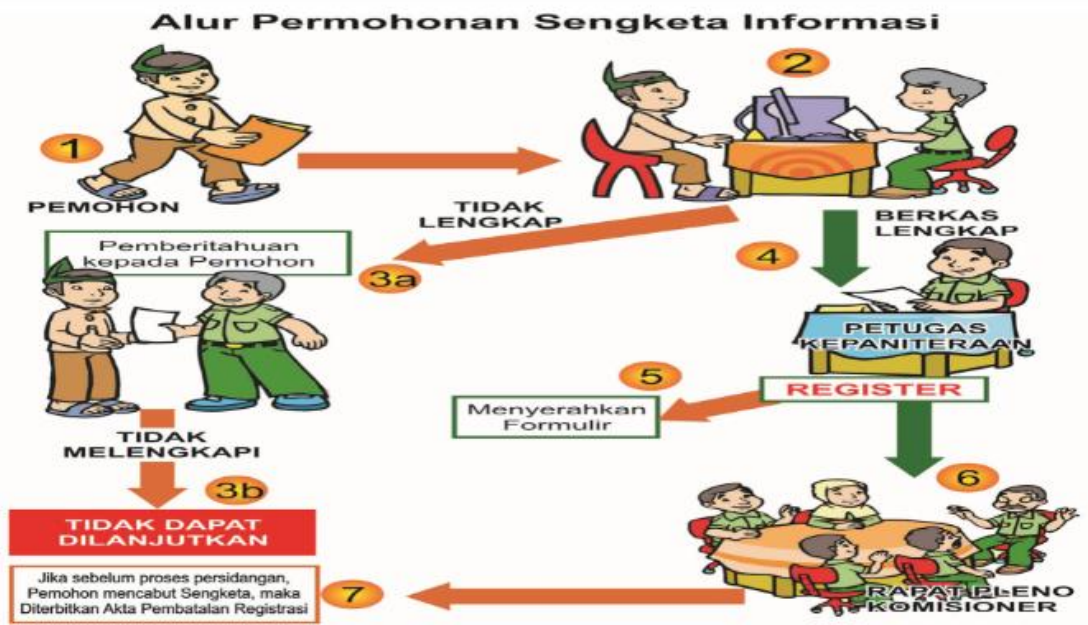 Alur Permohonan Sengketa Informasi
1
PEMOHON
2
TIDAK
LENGKAP
BERKAS
LENGKAP
Pemberitahuan
kepada Pemohon
3a
4
PETUGAS
KEPANITERAAN
REGISTER
5
Menyerahkan
Formulir
TIDAK
MELENGKAPI
3b
TIDAK DAPAT
DILANJUTKAN
6
RAPAT PLENO
KOMISIONER
7
Jika sebelum proses persidangan,
Pemohon mencabut Sengketa, maka
Diterbitkan Akta Pembatalan Registrasi